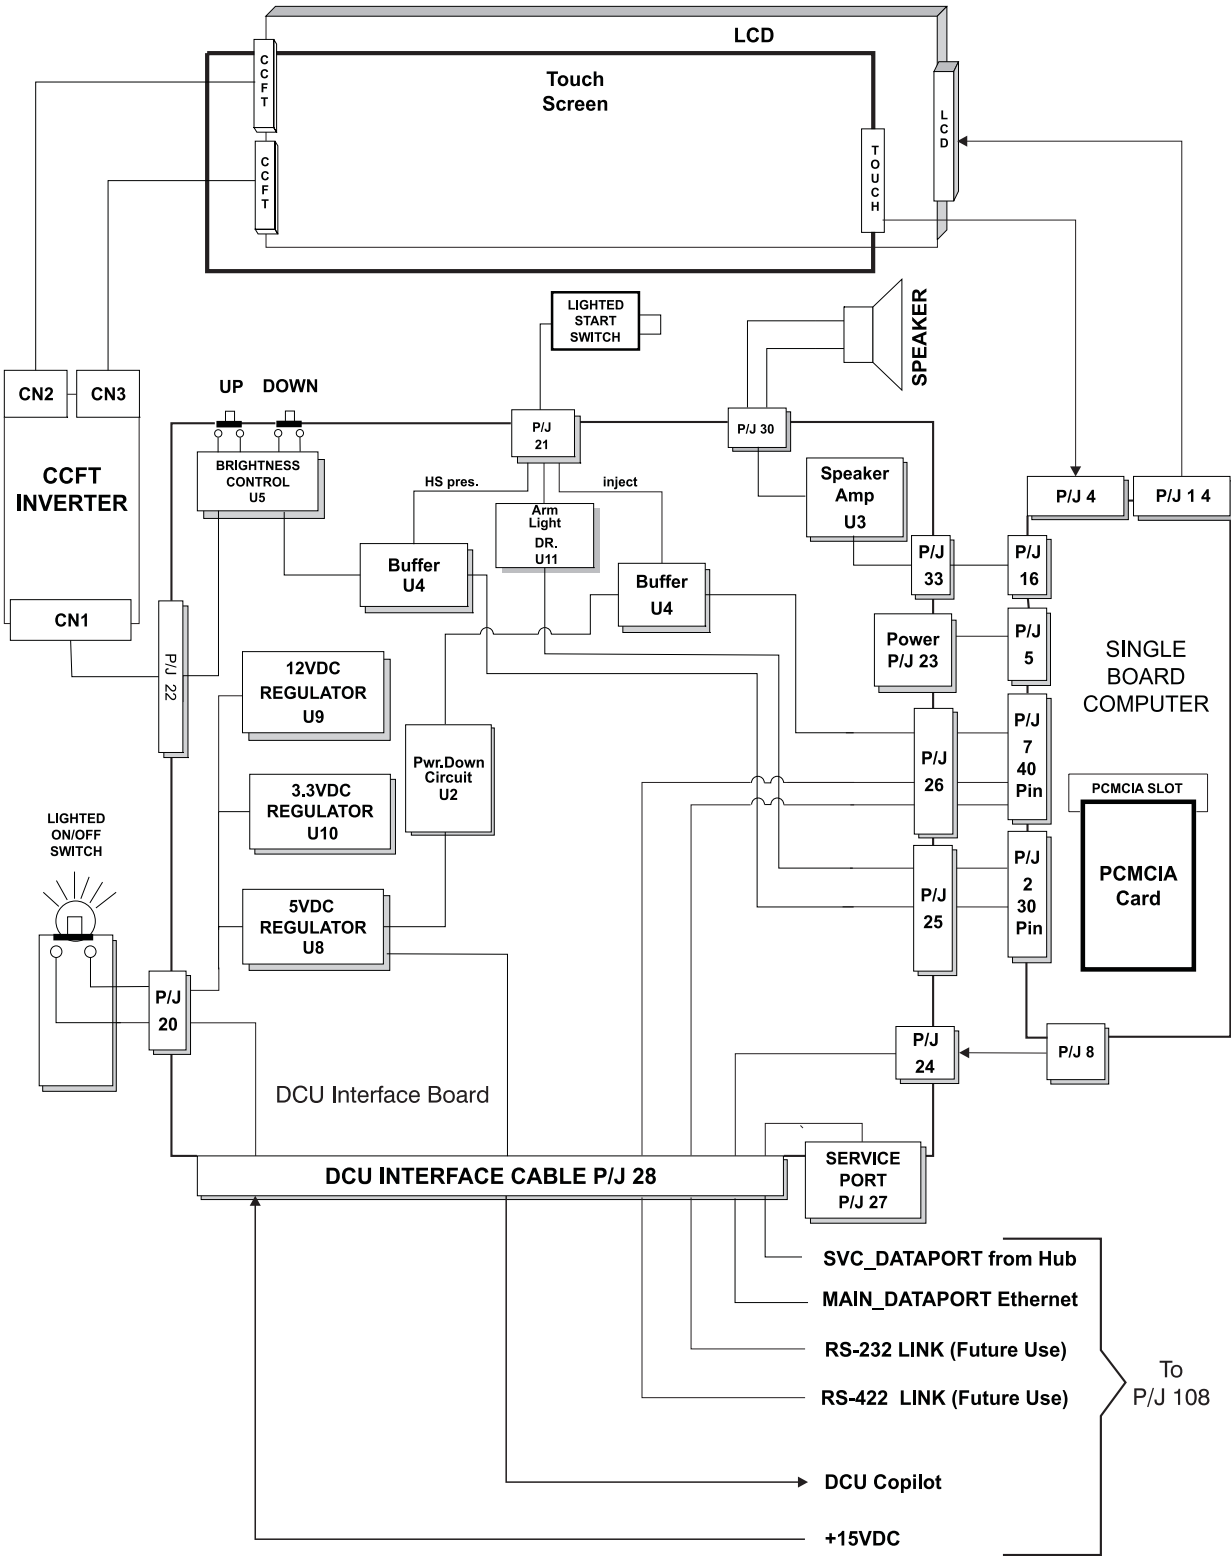 LCD
Touch
Screen
CCFT
CCFT
TOUCH
LCD
LIGHTED
START
SWITCH
SPEAKER
CN2
CN3
UP
DOWN
CCFT
INVERTER
CN1
P/J
21
P/J 30
BRIGHTNESS
CONTROL
U5
HS pres.
inject
Arm
Light
DR.
U11
Speaker
Amp
U3
P/J 4
P/J 1 4
Buffer
U4
Buffer
U4
P/J
33
P/J
16
Power
P/J 23
P/J
5
P/J 22
12VDC
REGULATOR
U9
SINGLE
BOARD
COMPUTER
Pwr.Down
Circuit
U2
P/J
26
P/J
7
40
Pin
3.3VDC
REGULATOR
U10
PCMCIA SLOT
LIGHTED
ON/OFF
SWITCH
PCMCIA
Card
5VDC
REGULATOR
U8
P/J
25
P/J
2
30
Pin
P/J
20
P/J
24
P/J 8
DCU Interface Board
DCU INTERFACE CABLE P/J 28
SERVICE
PORT
P/J 27
SVC_DATAPORT from Hub
MAIN_DATAPORT Ethernet
RS-232 LINK (Future Use)
RS-422 LINK (Future Use)
To
P/J 108
DCU Copilot
+15VDC